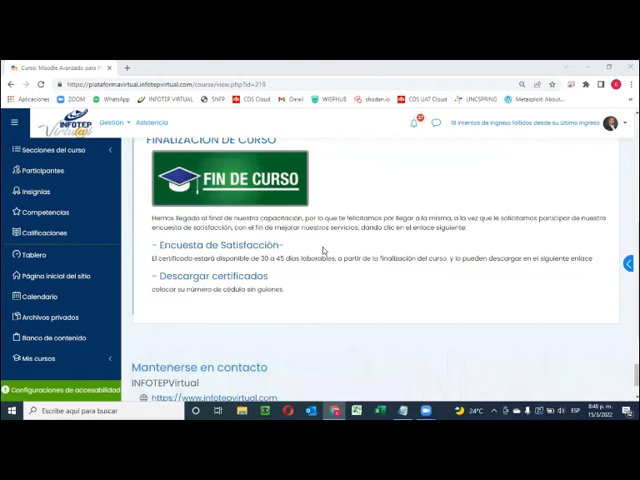 Curso: Moodle Avanzado para P
https://plataformavirtual.infotepvirtual.com/course/view.php?id=219
Aplicaciones ZOOM WhatsApp INFOTEP VIRTUAL SNFP CDS Cloud Gmail WISPHUB shodan.io CDS UAT Cloud LINCSPRING Metasploit: About...
INFOTEP
Virtual
Gestión Asistencia
27
18 intentos de ingreso fallidos desde su último ingreso
Secciones del curso
Participantes
Insignias
Competencias
Calificaciones
Tablero
Página inicial del sitio
Calendario
Archivos privados
Banco de contenido
Mis cursos
Configuraciones de accesabilidad
FINALIZACIÓN DE CURSO
FIN DE CURSO
Hemos llegado al final de nuestra capacitación, por lo que te felicitamos por llegar a la misma, a la vez que le solicitamos participar de nuestra
encuesta de satisfacción, con el fin de mejorar nuestros servicios, dando clic en el enlace siguiente:
- Encuesta de Satisfacción-
El certificado estará disponible de 30 a 45 días laborables, a partir de la finalización del curso y lo pueden descargar en el siguiente enlace
- Descargar certificados
colocar su número de cédula sin guiones.
Mantenerse en contacto
INFOTEPVirtual
https://www.infotepvirtual.com
Escribe aquí para buscar
24°C
ESP
8:48 p. m.
15/3/2022